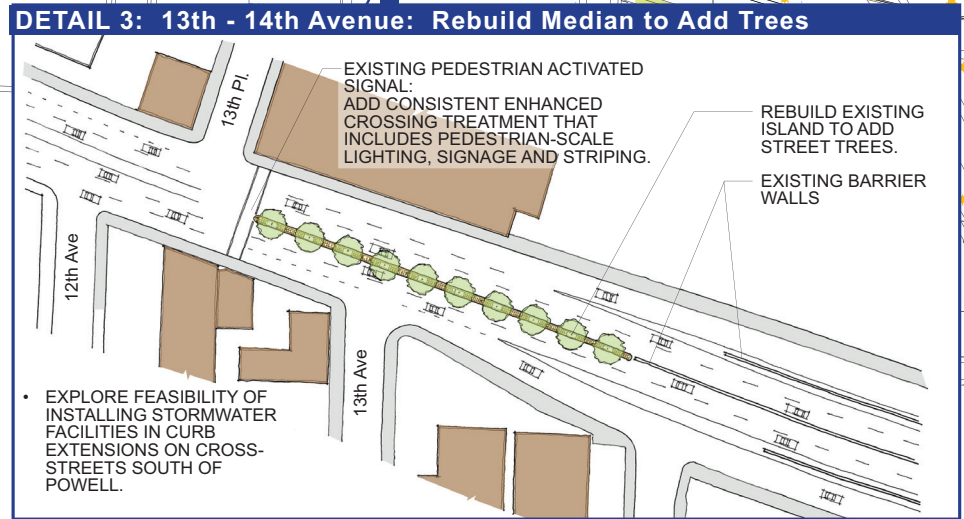 DETAIL 3: 13th - 14th Avenue: Rebuild Median to Add Trees
EXISTING PEDESTRIAN ACTIVATED
SIGNAL:
ADD CONSISTENT ENHANCED
CROSSING TREATMENT THAT
INCLUDES PEDESTRIAN-SCALE
LIGHTING, SIGNAGE AND STRIPING.
REBUILD EXISTING
ISLAND TO ADD
STREET TREES.
EXISTING BARRIER
WALLS
13th Pl.
12th Ave
13th Ave
• EXPLORE FEASIBILITY OF
INSTALLING STORMWATER
FACILITIES IN CURB
EXTENSIONS ON CROSS-
STREETS SOUTH OF
POWELL.